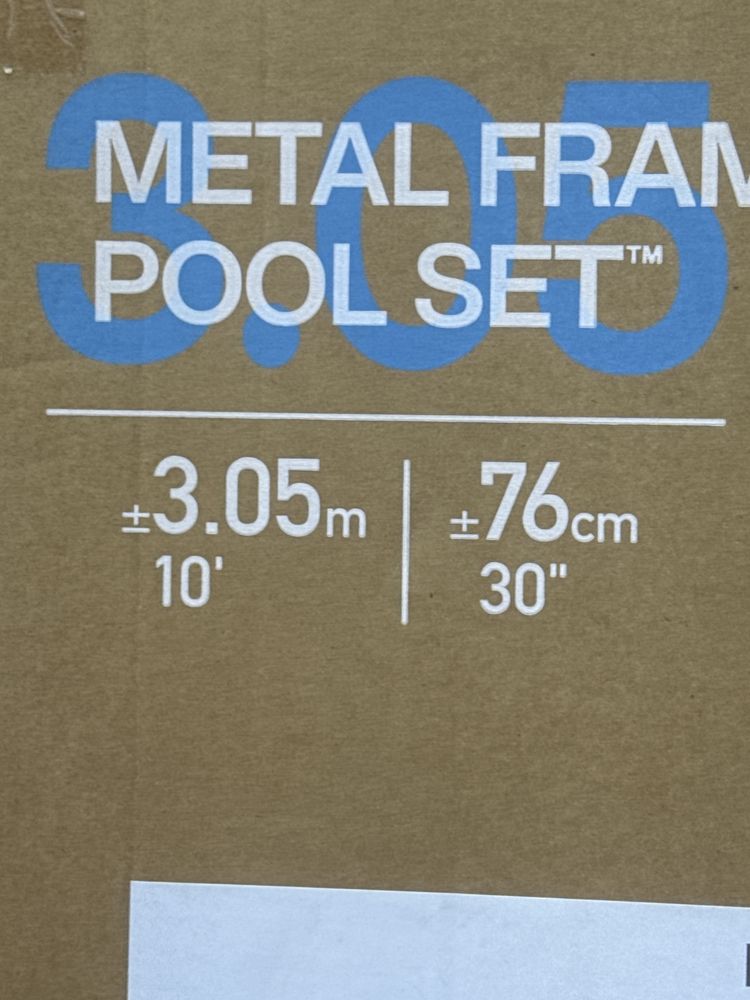 3.05
METAL FRAM
POOL SET™
±3.05m
10'
±76cm
30"